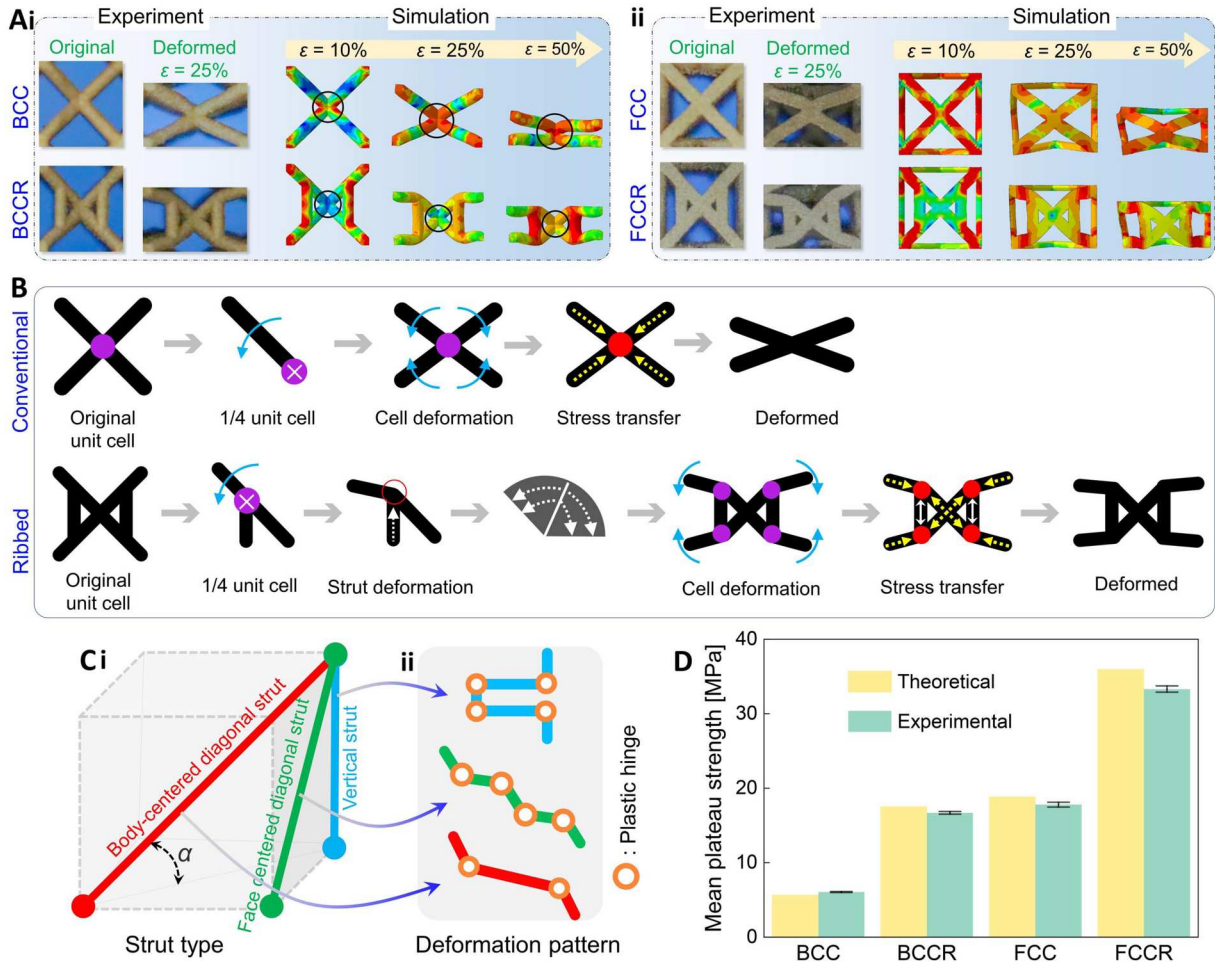 Ai
Experiment
Simulation
Original
Deformed
ε = 25%
ε = 10%
ε = 25%
ε = 50%
BCC
BCCR
ii
Experiment
Simulation
Original
Deformed
ε = 25%
ε = 10%
ε = 25%
ε = 50%
FCC
FCCR
B
Conventional
Original
unit cell
1/4 unit cell
Cell deformation
Stress transfer
Deformed
Ribbed
Original
unit cell
1/4 unit cell
Strut deformation
Cell deformation
Stress transfer
Deformed
C i
Body-centered diagonal strut
Face centered diagonal strut
Vertical strut
α
Strut type
ii
: Plastic hinge
Deformation pattern
D
Mean plateau strength [MPa]
40
30
20
10
0
Theoretical
Experimental
BCC
BCCR
FCC
FCCR